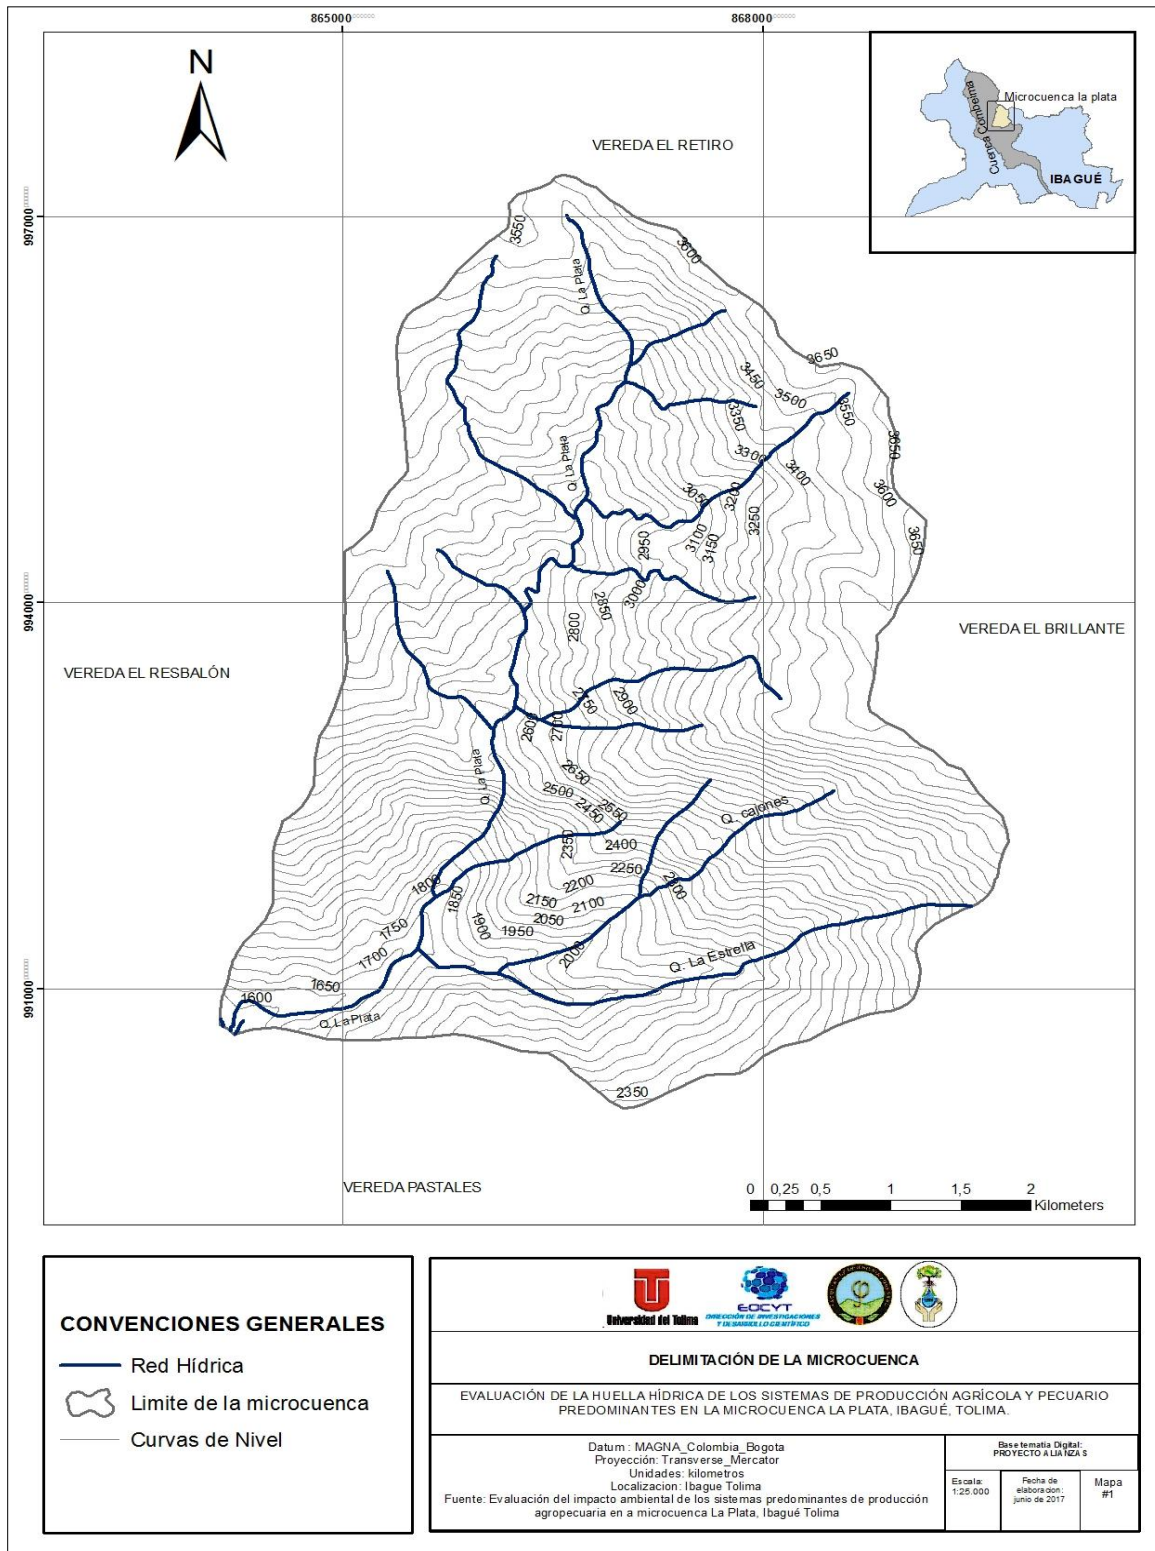 865000
868000
N
Microcuenca la plata
Cuenca Combeima
IBAGUÉ
VEREDA EL RETIRO
997000
3550
3600
Q. La Plata
3650
3450
3500
3550
3350
3650
3300
3400
Q. La Plata
3600
3050
3200
3250
3650
3100
3150
2950
3000
994000
2850
2800
VEREDA EL BRILLANTE
VEREDA EL RESBALÓN
2750
2900
2600
2700
Q. La Plata
2650
2500
2450
2550
Q. cajones
2350
2400
2250
2200
1800
1850
2150
2100
1900
2050
1950
1750
2000
1700
Q. La Estrella
991000
1650
1600
Q. La Plata
2350
VEREDA PASTALES
0 0,25 0,5 1 1,5 2
Kilometers
CONVENCIONES GENERALES
Red Hídrica
Limite de la microcuenca
Curvas de Nivel
Universidad del Tolima
DIRECCIÓN DE INVESTIGACIONES
Y DESARROLLO CIENTÍFICO
DELIMITACIÓN DE LA MICROCUENCA
EVALUACIÓN DE LA HUELLA HÍDRICA DE LOS SISTEMAS DE PRODUCCIÓN AGRÍCOLA Y PECUARIO
PREDOMINANTES EN LA MICROCUENCA LA PLATA, IBAGUÉ, TOLIMA.
Datum : MAGNA_Colombia_Bogota
Proyección: Transverse_Mercator
Unidades: kilometros
Localizacion: Ibague Tolima
Fuente: Evaluación del impacto ambiental de los sistemas predominantes de producción
agropecuaria en a microcuenca La Plata, Ibagué Tolima
Base tematia Digital:
PROYECTO ALIANZAS
Escala:
1:25.000
Fecha de
elaboracion:
junio de 2017
Mapa
#1